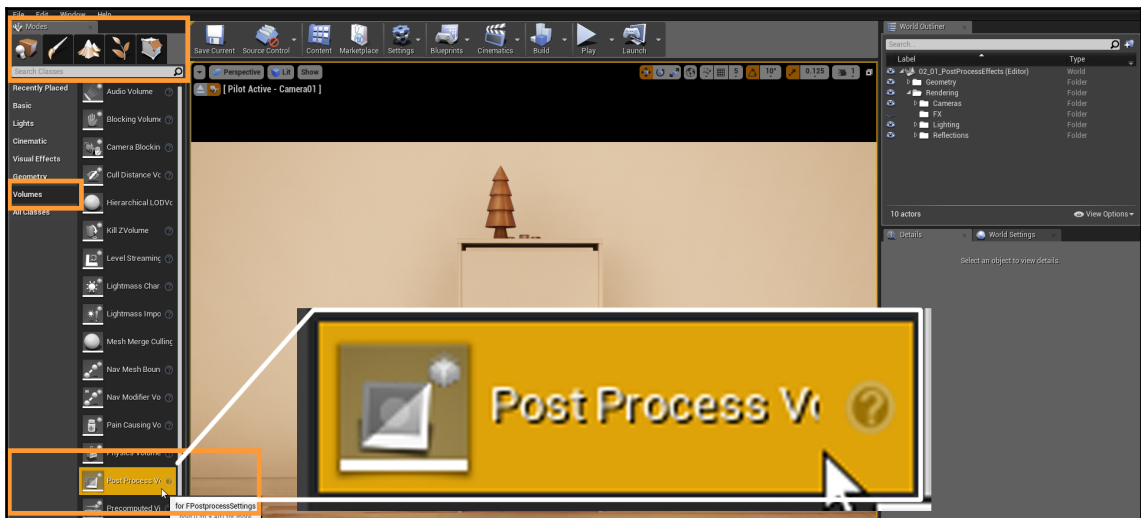 File Edit Window Help
Modes
Save Current Source Control Content Marketplace Settings Blueprints Cinematics Build Play Launch
Search Classes
Recently Placed
Basic
Lights
Cinematic
Visual Effects
Geometry
Volumes
All Classes
Audio Volume
Blocking Volume
Camera Blockin
Cull Distance Vc
Hierarchical LODVc
Kill ZVolume
Level Streaming
Lightmass Char
Lightmass Impo
Mesh Merge Culling
Nav Mesh Boun
Nav Modifier Vo
Pain Causing Vo
Physics Volume
Post Process Vo
Precomputed Vi
for FPostprocessSettings
Perspective Lit Show 5 10° 0.125 1
[ Pilot Active - Camera01 ]
Post Process Vo
World Outliner
Search...
Label Type
02_01_PostProcessEffects (Editor) World
Geometry Folder
Rendering Folder
Cameras Folder
FX Folder
Lighting Folder
Reflections Folder
10 actors View Options
Details World Settings
Select an object to view details.